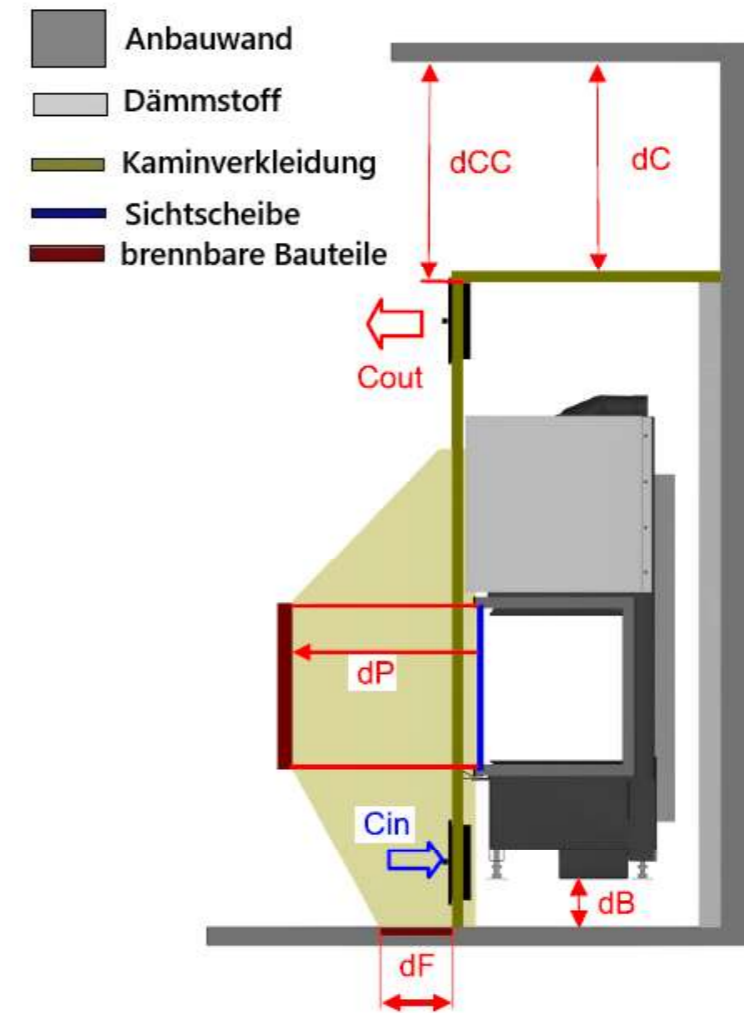 Anbauwand
Dämmstoff
Kaminverkleidung
Sichtscheibe
brennbare Bauteile
dCC
dC
Cout
dP
Cin
dB
dF